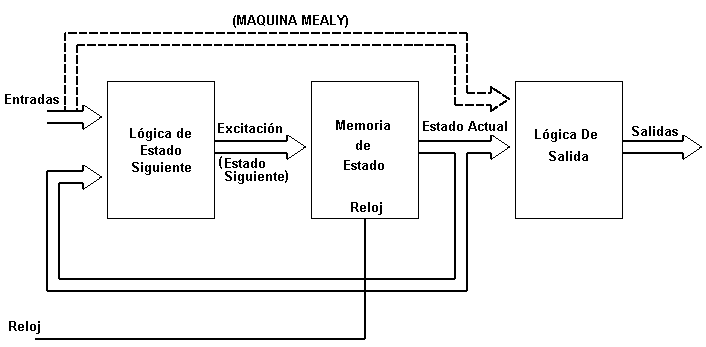 (MAQUINA MEALY)
Entradas
Lógica de
Estado
Siguiente
Excitación
(Estado
Siguiente)
Memoria
de
Estado
Reloj
Estado Actual
Lógica De
Salida
Salidas
Reloj